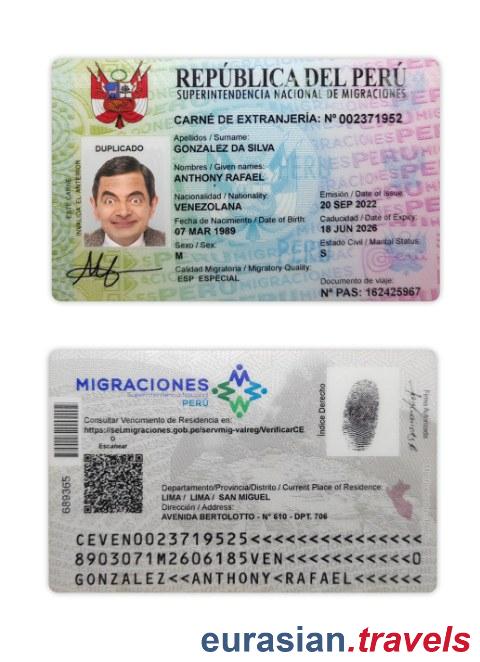 REPÚBLICA DEL PERÚ
SUPERINTENDENCIA NACIONAL DE MIGRACIONES
CARNÉ DE EXTRANJERÍA: Nº 002371952
DUPLICADO
ESTE CARNÉ
INVALIDA EL ANTERIOR
Apellidos / Surname:
GONZALEZ DA SILVA
Nombres / Given names:
ANTHONY RAFAEL
Nacionalidad / Nationality:
VENEZOLANA
Emisión / Date of Issue:
20 SEP 2022
Fecha de Nacimiento / Date of Birth:
07 MAR 1989
Caducidad / Date of Expiry:
18 JUN 2026
Sexo / Sex:
M
Estado Civil / Marital Status:
S
Calidad Migratoria / Migratory Quality:
ESP ESPECIAL
Documento de viaje:
Nº PAS: 162425967
MIGRACIONES
Superintendencia Nacional
PERÚ
Consultar Vencimiento de Residencia en:
https://sel.migraciones.gob.pe/servmig-valreg/VerificarCE
O
Escanear
689365
Índice Derecho
Firma Autorizada
Departamento/Provincia/Distrito / Current Place of Residence:
LIMA / LIMA / SAN MIGUEL
Dirección / Address:
AVENIDA BERTOLOTTO - Nº 610 - DPT. 706
CEVEN0023719525<<<<<<<<<<<<<<<
8903071M2606185VEN<<<<<<<<<<<0
GONZALEZ<<ANTHONY<RAFAEL<<<<<<
eurasian.travels